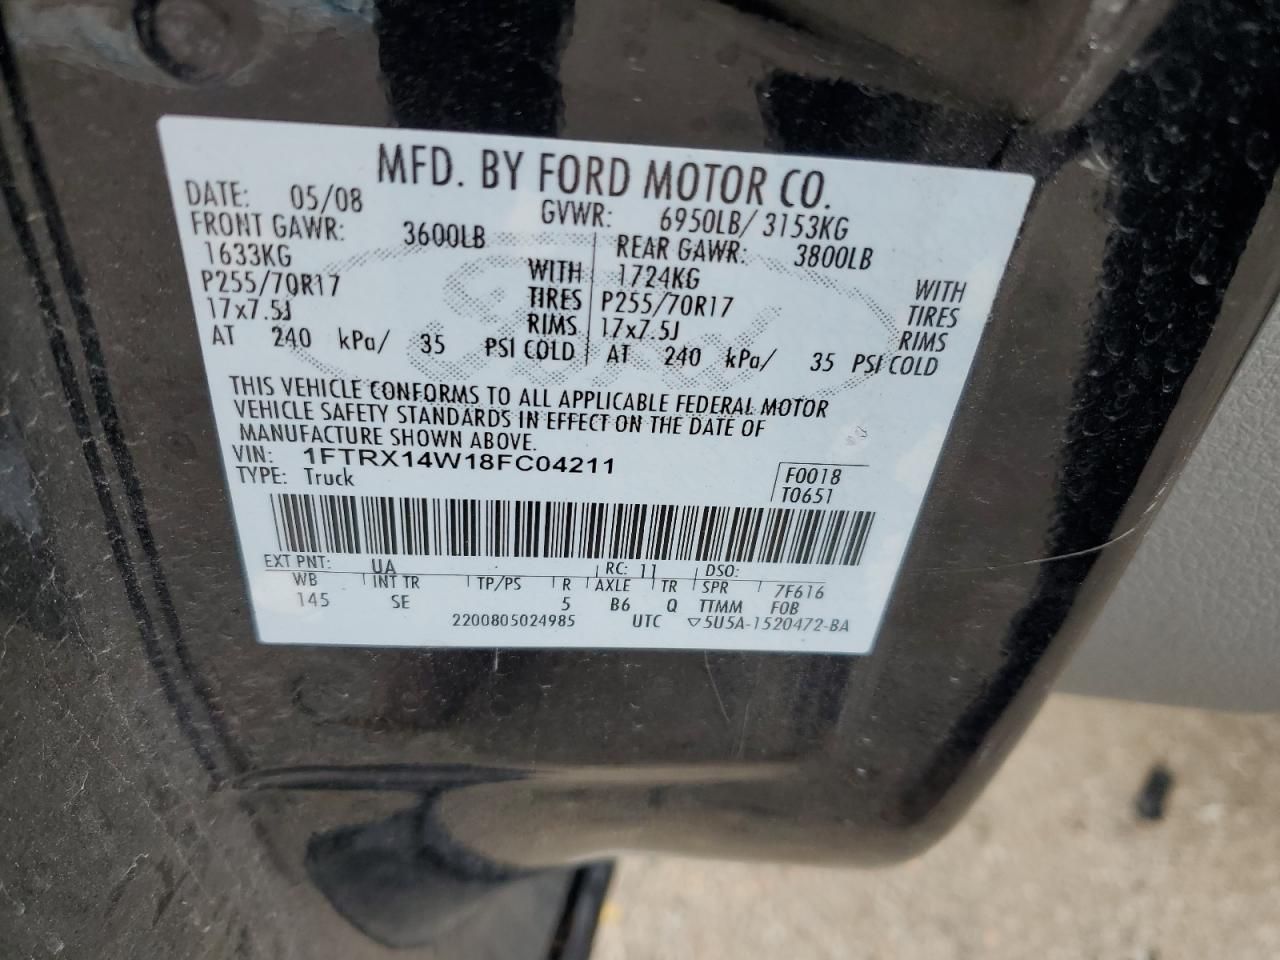 MFD. BY FORD MOTOR CO.
DATE: 05/08 GVWR: 6950LB/ 3153KG
FRONT GAWR: 3600LB REAR GAWR: 3800LB
1633KG WITH 1724KG WITH
P255/70R17 TIRES P255/70R17 TIRES
17x7.5J RIMS 17x7.5J RIMS
AT 240 kPa/ 35 PSI COLD AT 240 kPa/ 35 PSI COLD
THIS VEHICLE CONFORMS TO ALL APPLICABLE FEDERAL MOTOR
VEHICLE SAFETY STANDARDS IN EFFECT ON THE DATE OF
MANUFACTURE SHOWN ABOVE.
VIN: 1FTRX14W18FC04211
TYPE: Truck F0018
T0651
EXT PNT: UA RC: 11 DSO:
WB INT TR TP/PS R AXLE TR SPR 7F616
145 SE 5 B6 Q TTMM FOB
2200805024985 UTC ▽5U5A-1520472-BA